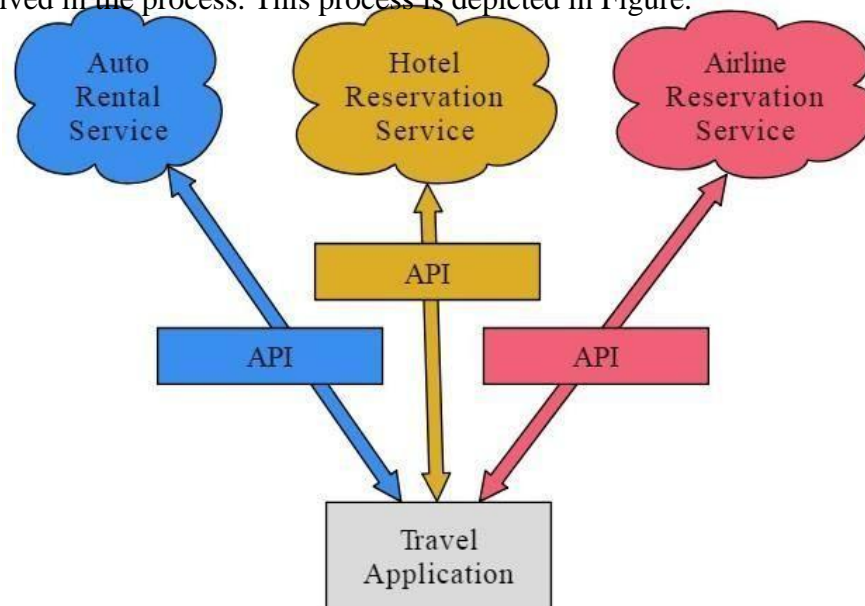 in the process. This process is depicted in Figure.
Auto
Rental
Service
Hotel
Reservation
Service
Airline
Reservation
Service
API
API
API
Travel
Application